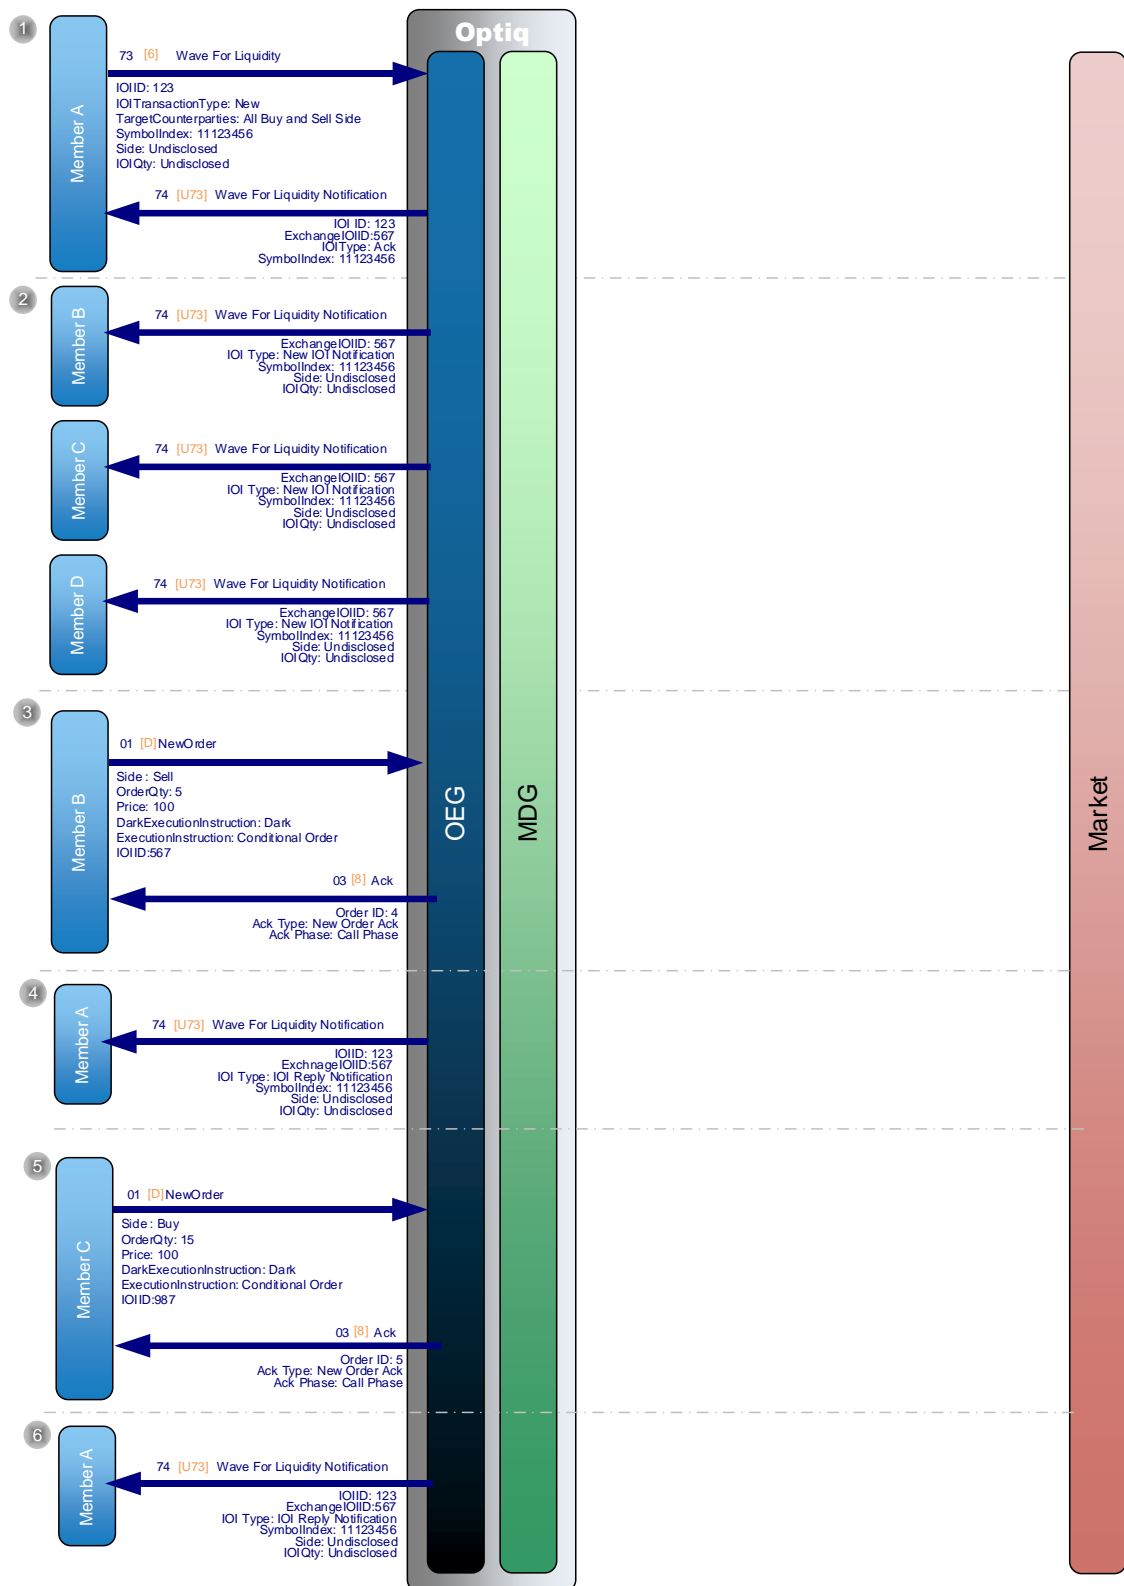 1
Optiq
Member A
73 [6] Wave For Liquidity
IOIID: 123
IOITransactionType: New
TargetCounterparties: All Buy and Sell Side
SymbolIndex: 11123456
Side: Undisclosed
IOIQty: Undisclosed
74 [U73] Wave For Liquidity Notification
IOI ID: 123
ExchangeIOIID:567
IOIType: Ack
SymbolIndex: 11123456
2
Member B
74 [U73] Wave For Liquidity Notification
ExchangeIOIID: 567
IOI Type: New IOI Notification
SymbolIndex: 11123456
Side: Undisclosed
IOIQty: Undisclosed
Member C
74 [U73] Wave For Liquidity Notification
ExchangeIOIID: 567
IOI Type: New IOI Notification
SymbolIndex: 11123456
Side: Undisclosed
IOIQty: Undisclosed
Member D
74 [U73] Wave For Liquidity Notification
ExchangeIOIID: 567
IOI Type: New IOI Notification
SymbolIndex: 11123456
Side: Undisclosed
IOIQty: Undisclosed
3
Member B
01 [D] NewOrder
Side : Sell
OrderQty: 5
Price: 100
DarkExecutionInstruction: Dark
ExecutionInstruction: Conditional Order
IOIID:567
03 [8] Ack
Order ID: 4
Ack Type: New Order Ack
Ack Phase: Call Phase
OEG
MDG
Market
4
Member A
74 [U73] Wave For Liquidity Notification
IOIID: 123
ExchnageIOIID:567
IOI Type: IOI Reply Notification
SymbolIndex: 11123456
Side: Undisclosed
IOIQty: Undisclosed
5
Member C
01 [D] NewOrder
Side : Buy
OrderQty: 15
Price: 100
DarkExecutionInstruction: Dark
ExecutionInstruction: Conditional Order
IOIID:987
03 [8] Ack
Order ID: 5
Ack Type: New Order Ack
Ack Phase: Call Phase
6
Member A
74 [U73] Wave For Liquidity Notification
IOIID: 123
ExchangeIOIID:567
IOI Type: IOI Reply Notification
SymbolIndex: 11123456
Side: Undisclosed
IOIQty: Undisclosed